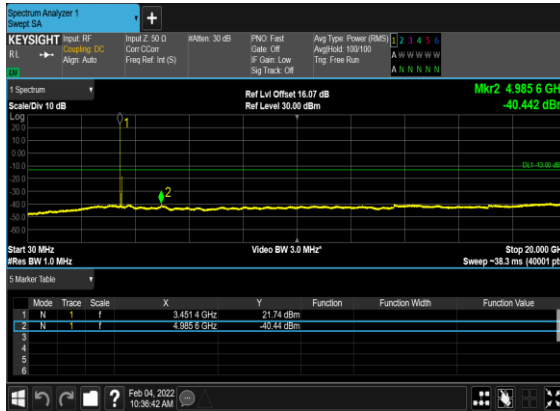 Spectrum Analyzer 1
Swept SA
+
KEYSIGHT Input: RF Input Z: 50 Ω #Atten: 30 dB PNO: Fast Avg Type: Power (RMS) 1 2 3 4 5 6
RL Coupling: DC Corr CCorr Gate: Off Avg|Hold: 100/100 A W W W W W
Align: Auto Freq Ref: Int (S) IF Gain: Low Trig: Free Run
Sig Track: Off A N N N N N
1 Spectrum Ref Lvl Offset 16.07 dB Mkr2 4.985 6 GH
Scale/Div 10 dB Ref Level 30.00 dBm -40.442 dB
Log
20.0
10.0
0.00
-10.0
-20.0
-30.0
-40.0
-50.0
-60.0
1
2
DL1 -13.00 dB
Start 30 MHz Video BW 3.0 MHz* Stop 20.000 GH
#Res BW 1.0 MHz Sweep ~38.3 ms (40001 pt
5 Marker Table
Mode Trace Scale X Y Function Function Width Function Value
1 N 1 f 3.451 4 GHz 21.74 dBm
2 N 1 f 4.985 6 GHz -40.44 dBm
3
4
5
6
? Feb 04, 2022
10:36:42 AM